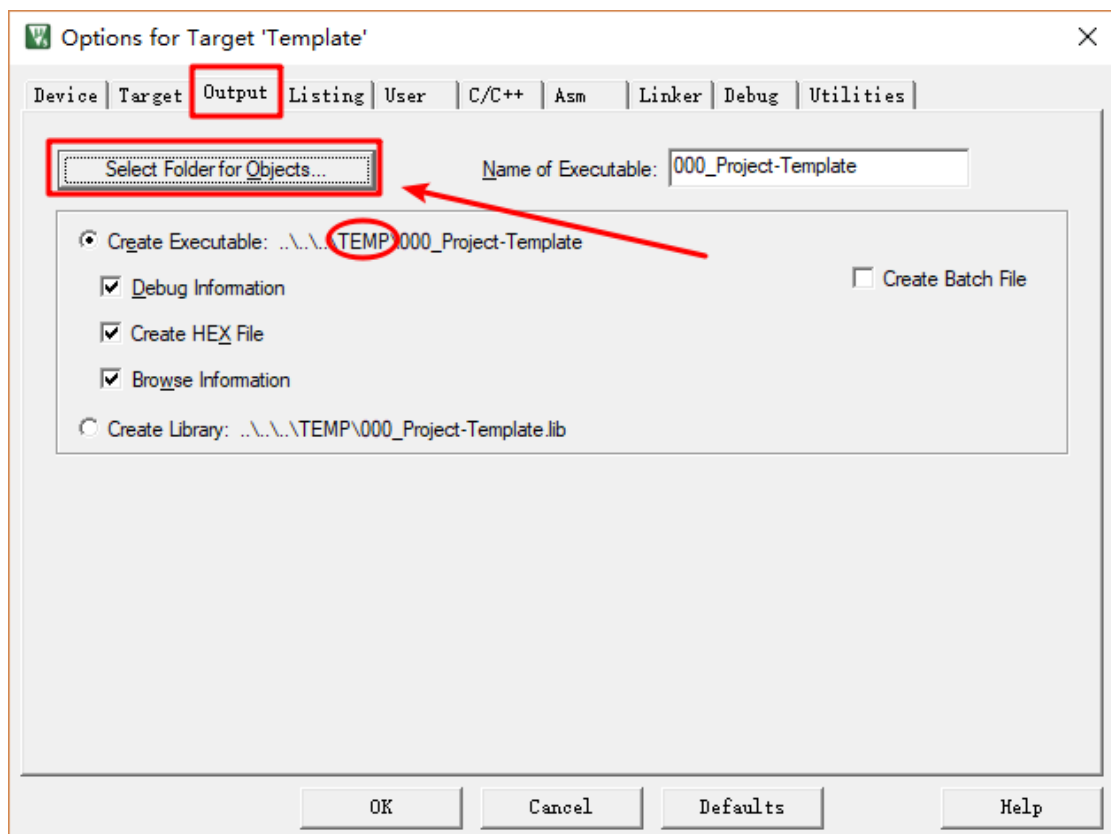 Options for Target 'Template'
Device Target Output Listing User C/C++ Asm Linker Debug Utilities
Select Folder for Objects... Name of Executable: 000_Project-Template
Create Executable: ..\..\..\TEMP\000_Project-Template
Debug Information Create Batch File
Create HEX File
Browse Information
Create Library: ..\..\..\TEMP\000_Project-Template.lib
OK Cancel Defaults Help